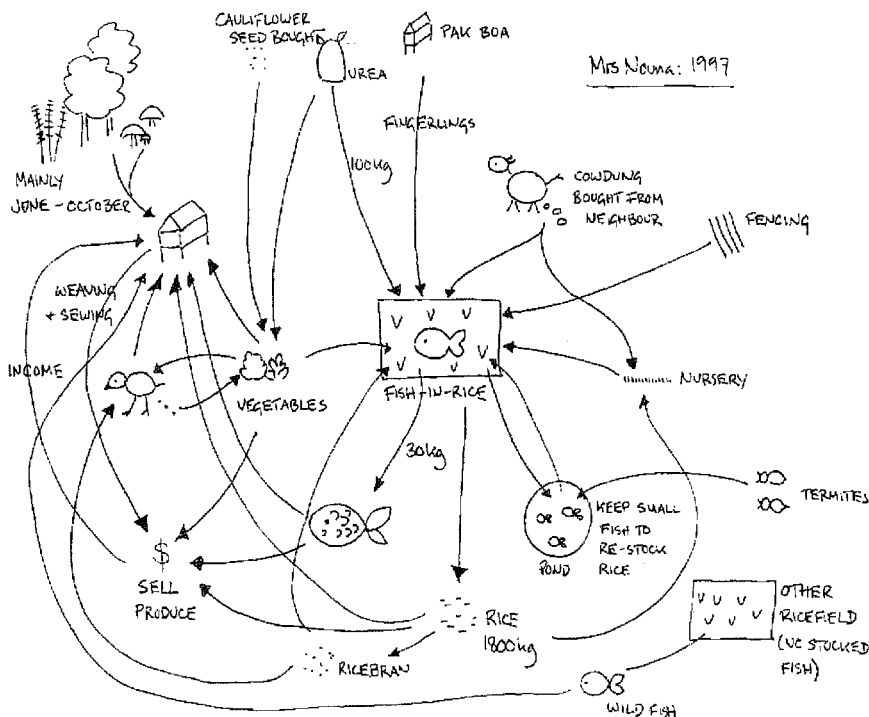 CAULIFLOWER
SEED BOUGHT
UREA
PAK BOA
Mrs Nouna: 1997
FINGERLINGS
100kg
MAINLY
JUNE-OCTOBER
COWDUNG
BOUGHT FROM
NEIGHBOUR
FENCING
WEAVING
+ SEWING
INCOME
VEGETABLES
FISH-IN-RICE
NURSERY
30kg
TERMITES
KEEP SMALL
FISH TO
RE-STOCK
RICE
POND
$
SELL
PRODUCE
RICE
1800kg
RICEBRAN
OTHER
RICEFIELD
STOCKED
FISH)
WILD FISH